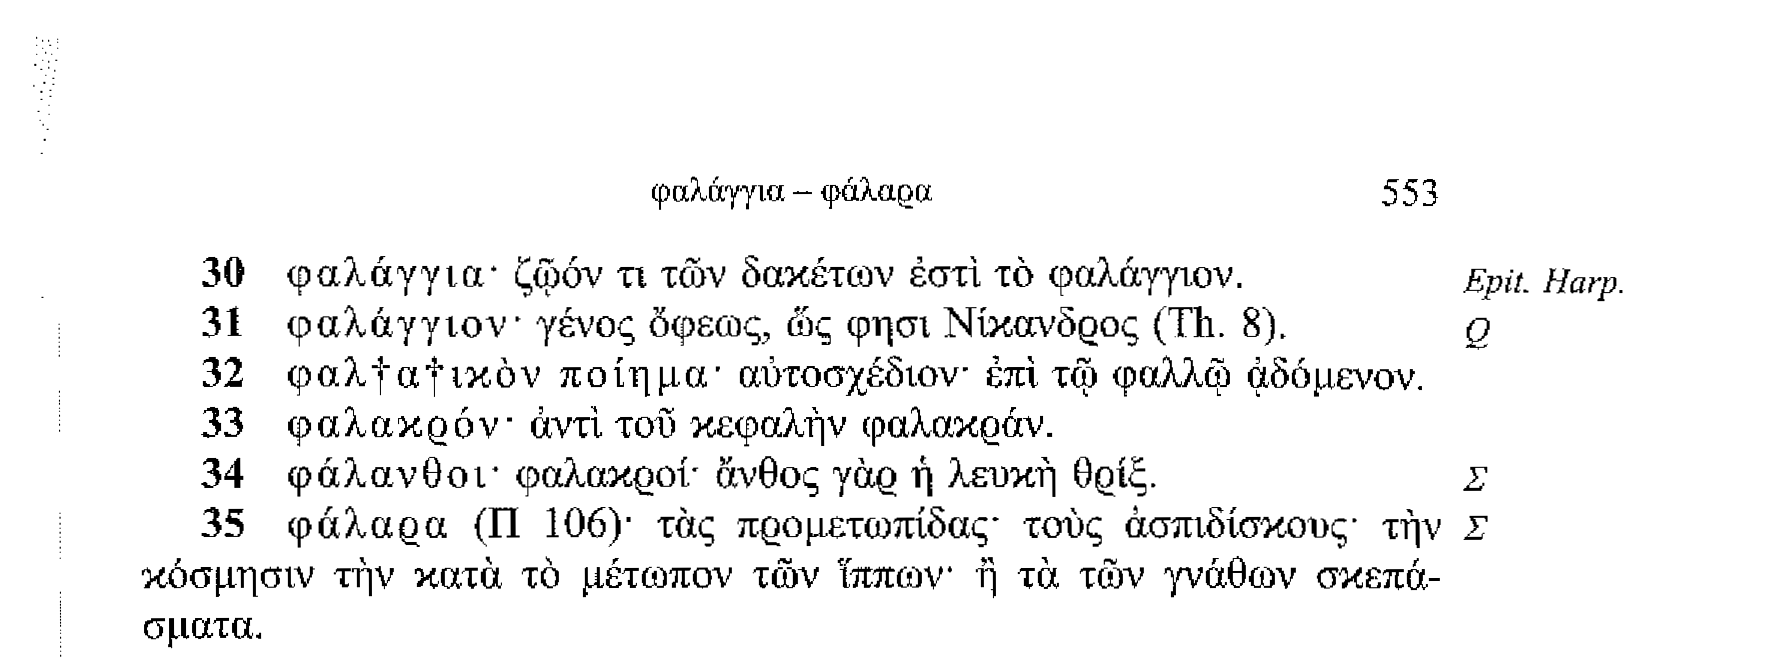 φαλάγγια – φάλαρα 553
30 φαλάγγια· ζῷόν τι τῶν δακέτων ἐστὶ τὸ φαλάγγιον. Epit. Harp.
31 φαλάγγιον· γένος ὄφεως, ὥς φησι Νίκανδρος (Th. 8). Q
32 φαλ†α†ικὸν ποίημα· αὐτοσχέδιον· ἐπὶ τῷ φαλλῷ ᾀδόμενον.
33 φαλακρόν· ἀντὶ τοῦ κεφαλὴν φαλακράν.
34 φάλανθοι· φαλακροί· ἄνθος γὰρ ἡ λευκὴ θρίξ. Σ
35 φάλαρα (Π 106)· τὰς προμετωπίδας· τοὺς ἀσπιδίσκους· τὴν Σ
κόσμησιν τὴν κατὰ τὸ μέτωπον τῶν ἵππων· ἢ τὰ τῶν γνάθων σκεπά-
σματα.